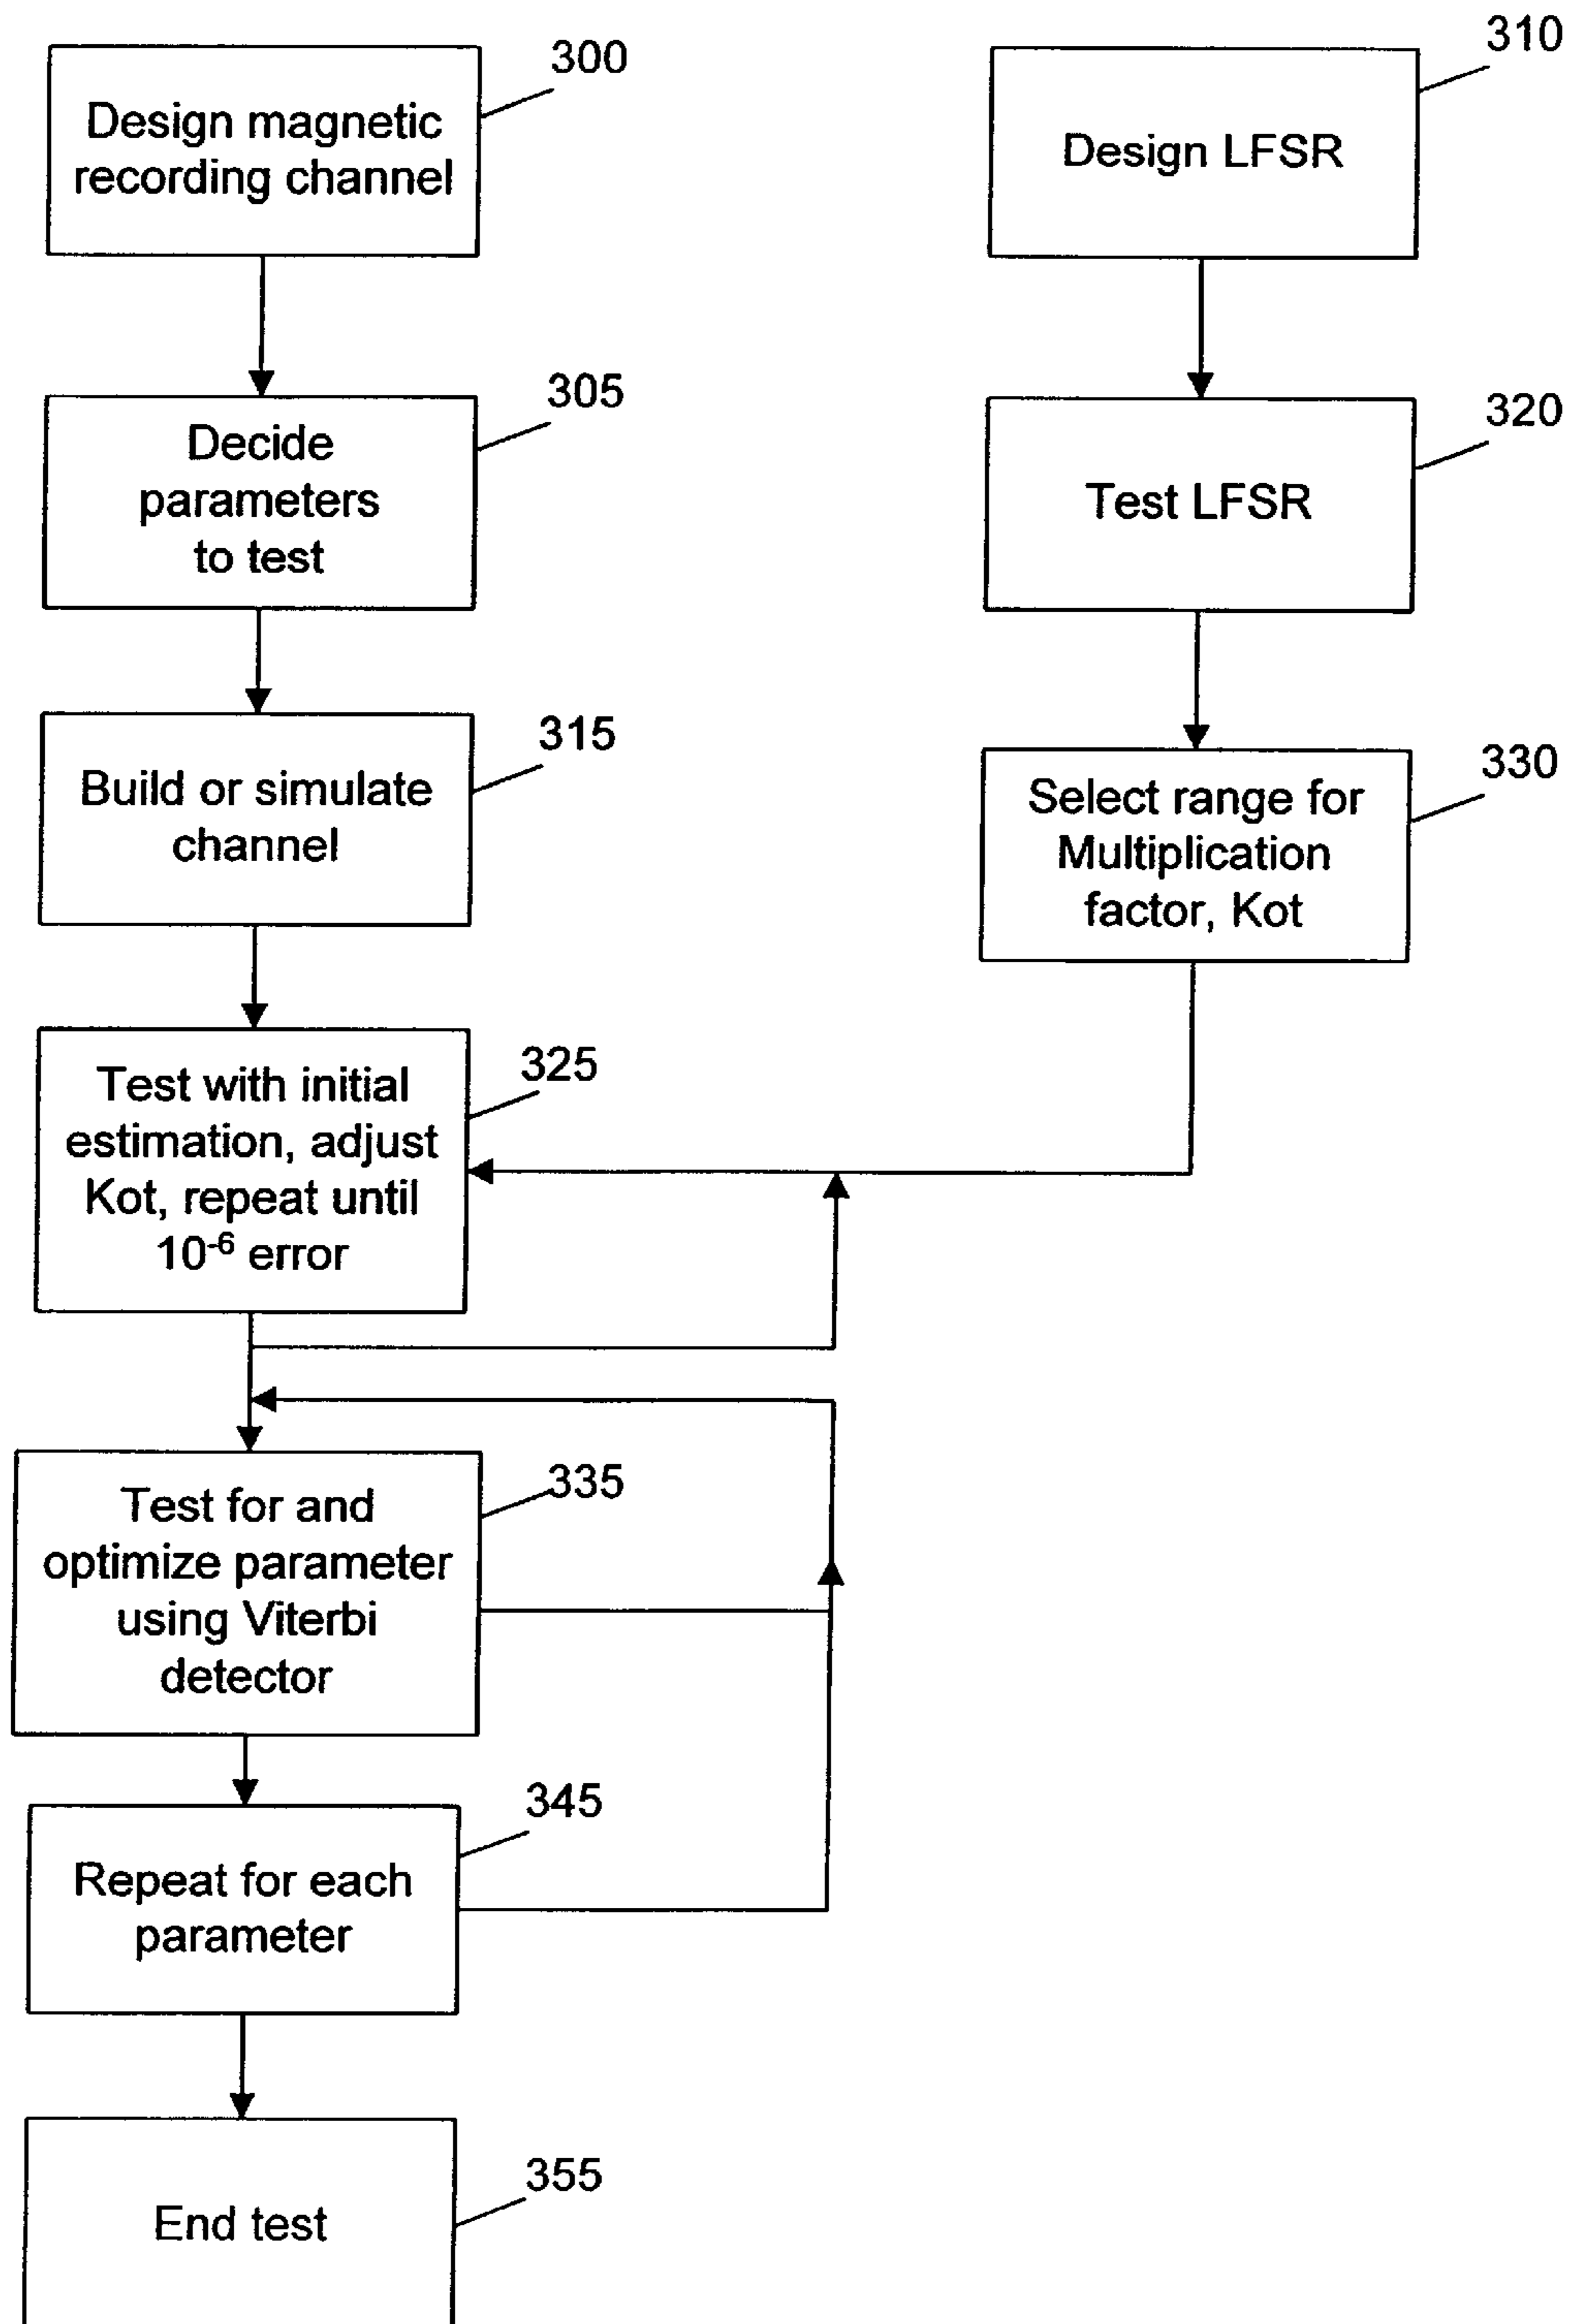 300
Design magnetic
recording channel
310
Design LFSR
305
Decide
parameters
to test
320
Test LFSR
315
Build or simulate
channel
330
Select range for
Multiplication
factor, Kot
325
Test with initial
estimation, adjust
Kot, repeat until
10⁻⁶ error
335
Test for and
optimize parameter
using Viterbi
detector
345
Repeat for each
parameter
355
End test